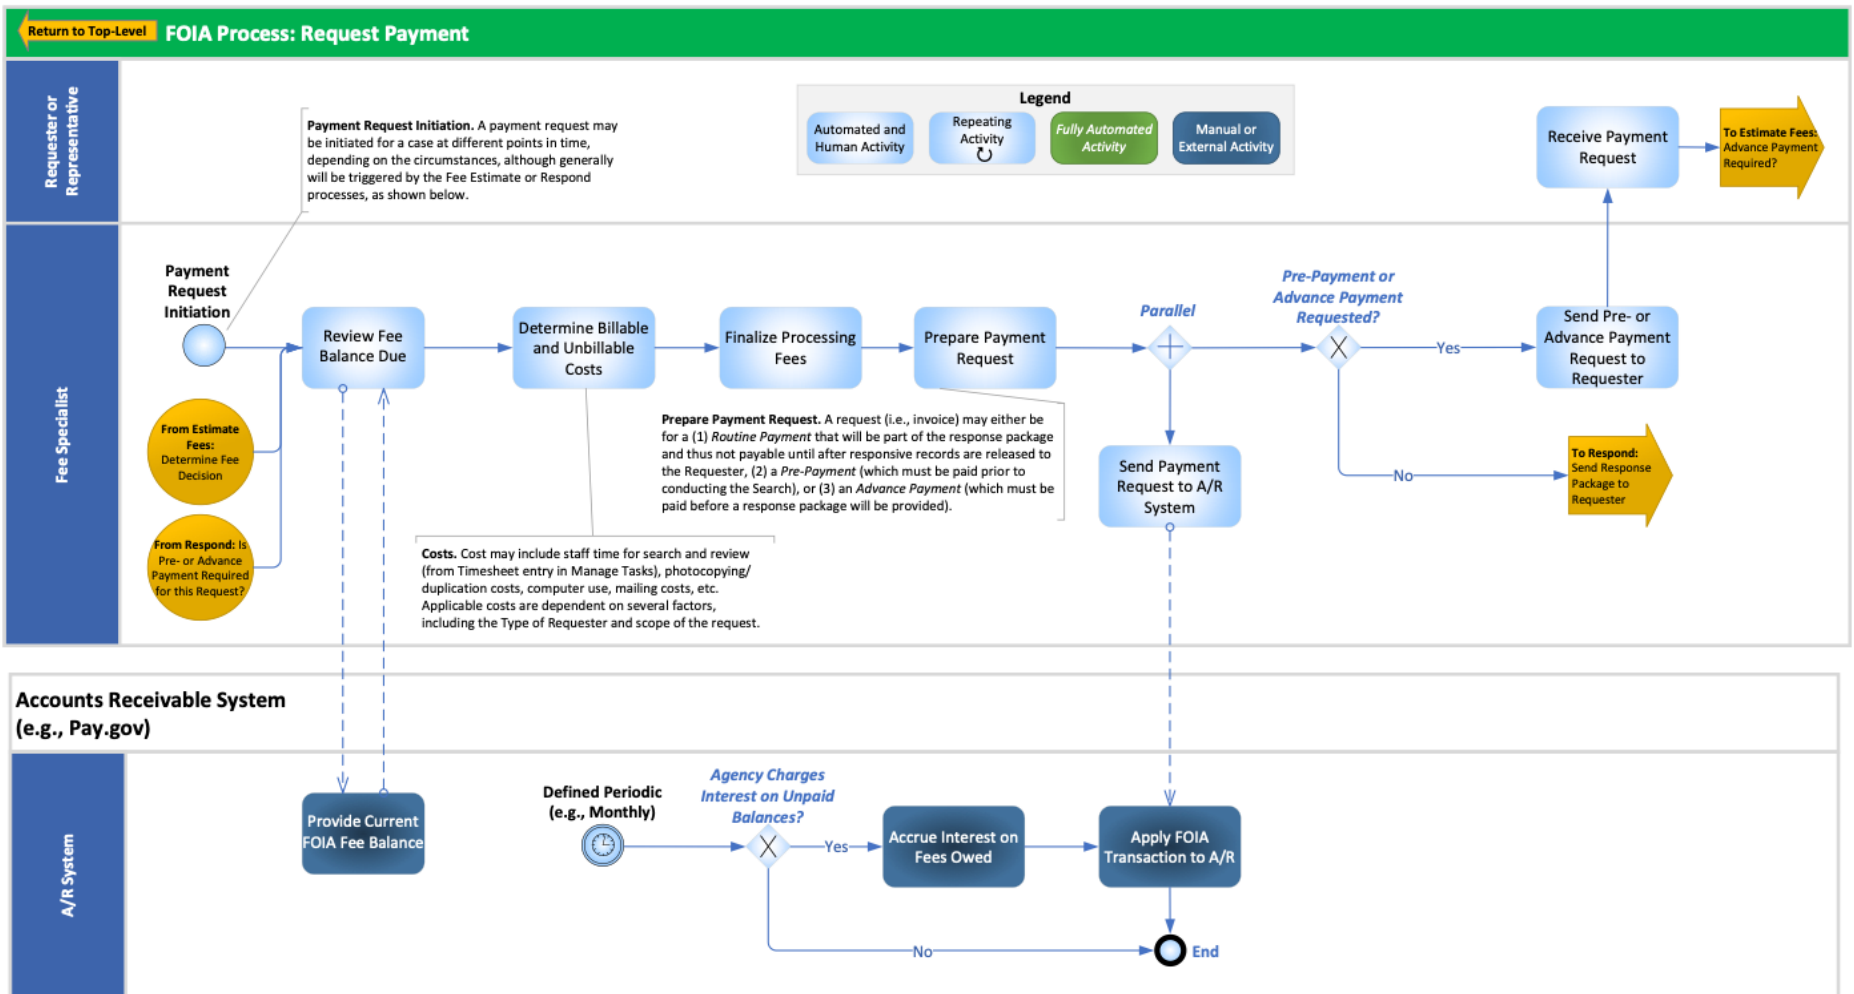 Return to Top-Level
FOIA Process: Request Payment
Requester or
Representative
Payment Request Initiation. A payment request may
be initiated for a case at different points in time,
depending on the circumstances, although generally
will be triggered by the Fee Estimate or Respond
processes, as shown below.
Legend
Automated and
Human Activity
Repeating
Activity
Fully Automated
Activity
Manual or
External Activity
Receive Payment
Request
To Estimate Fees:
Advance Payment
Required?
Fee Specialist
Payment
Request
Initiation
From Estimate
Fees:
Determine Fee
Decision
From Respond: Is
Pre- or Advance
Payment Required
for this Request?
Review Fee
Balance Due
Determine Billable
and Unbillable
Costs
Finalize Processing
Fees
Prepare Payment
Request
Parallel
Pre-Payment or
Advance Payment
Requested?
Yes
Send Pre- or
Advance Payment
Request to
Requester
Prepare Payment Request. A request (i.e., invoice) may either be
for a (1) Routine Payment that will be part of the response package
and thus not payable until after responsive records are released to
the Requester, (2) a Pre-Payment (which must be paid prior to
conducting the Search), or (3) an Advance Payment (which must be
paid before a response package will be provided).
Send Payment
Request to A/R
System
No
To Respond:
Send Response
Package to
Requester
Costs. Cost may include staff time for search and review
(from Timesheet entry in Manage Tasks), photocopying/
duplication costs, computer use, mailing costs, etc.
Applicable costs are dependent on several factors,
including the Type of Requester and scope of the request.
Accounts Receivable System
(e.g., Pay.gov)
A/R System
Provide Current
FOIA Fee Balance
Defined Periodic
(e.g., Monthly)
Agency Charges
Interest on Unpaid
Balances?
Yes
Accrue Interest on
Fees Owed
Apply FOIA
Transaction to A/R
No
End